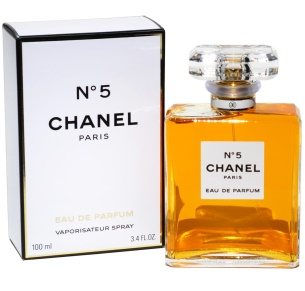 N°5
CHANEL
PARIS
EAU DE PARFUM
VAPORISATEUR SPRAY
100 ml 3.4 FL.OZ
N°5
CHANEL
PARIS
EAU DE PARFUM